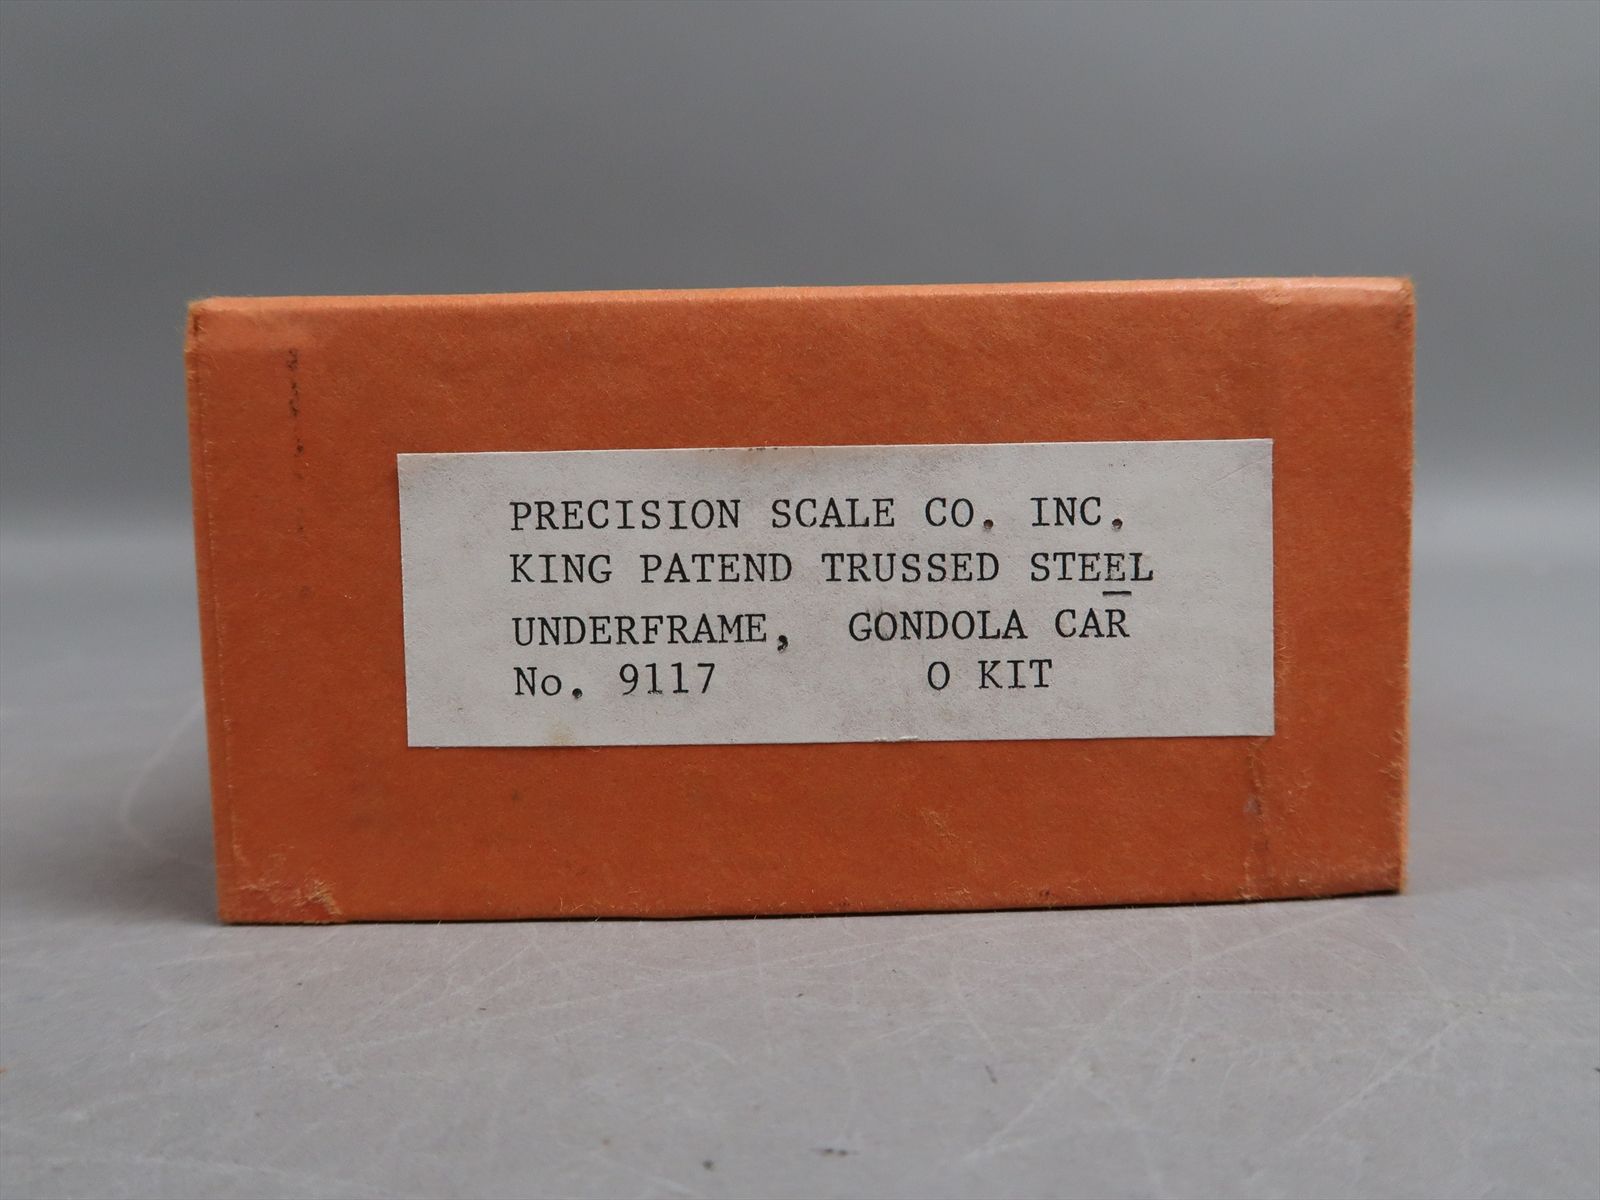 PRECISION SCALE CO. INC.
KING PATEND TRUSSED STEEL
UNDERFRAME, GONDOLA CAR
No. 9117 O KIT